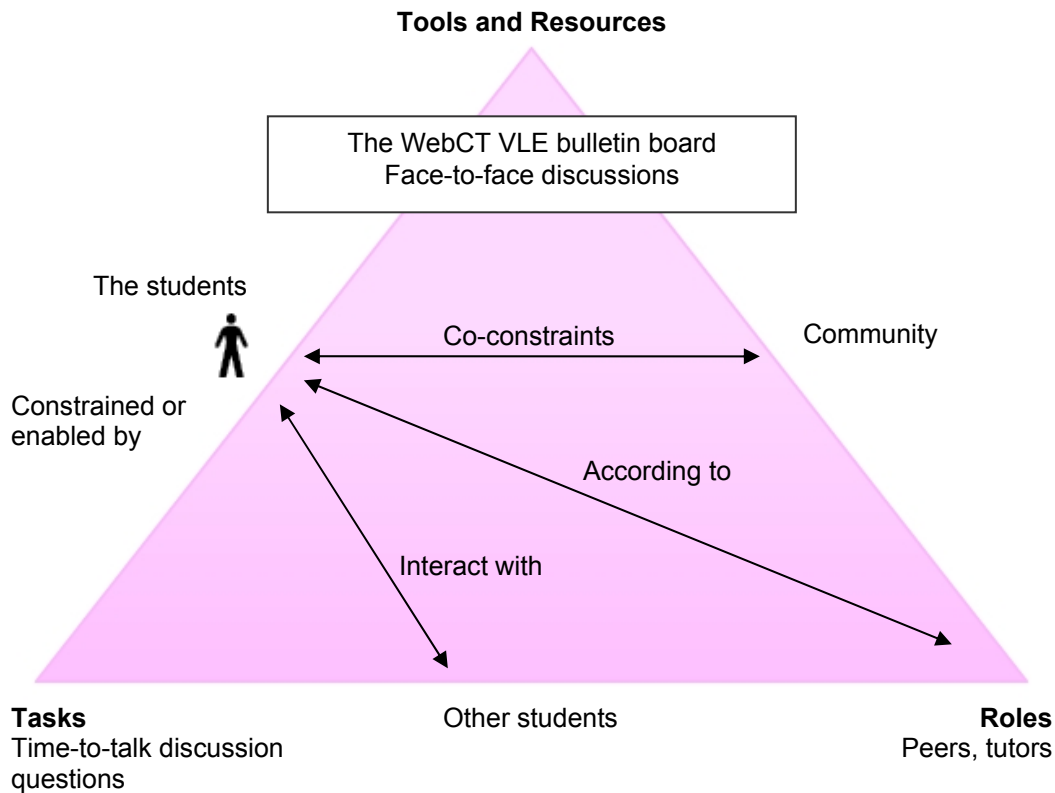 Tools and Resources
The WebCT VLE bulletin board
Face-to-face discussions
The students
Co-constraints
Community
Constrained or
enabled by
According to
Interact with
Tasks
Time-to-talk discussion
questions
Other students
Roles
Peers, tutors